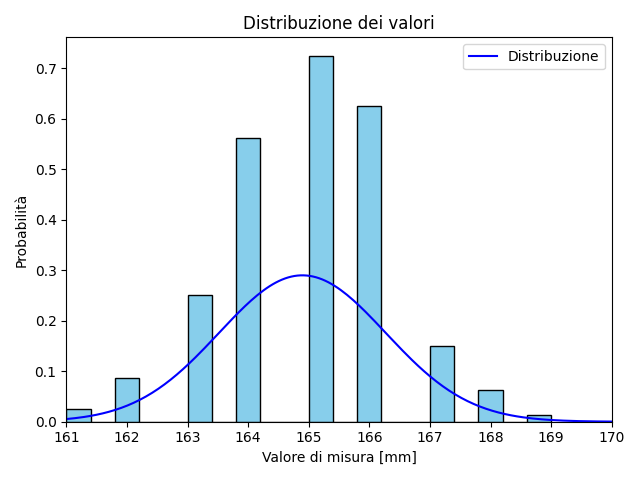 Distribuzione dei valori
Distribuzione
0.7
0.6
0.5
0.4
0.3
0.2
0.1
0.0
Probabilità
161 162 163 164 165 166 167 168 169 170
Valore di misura [mm]